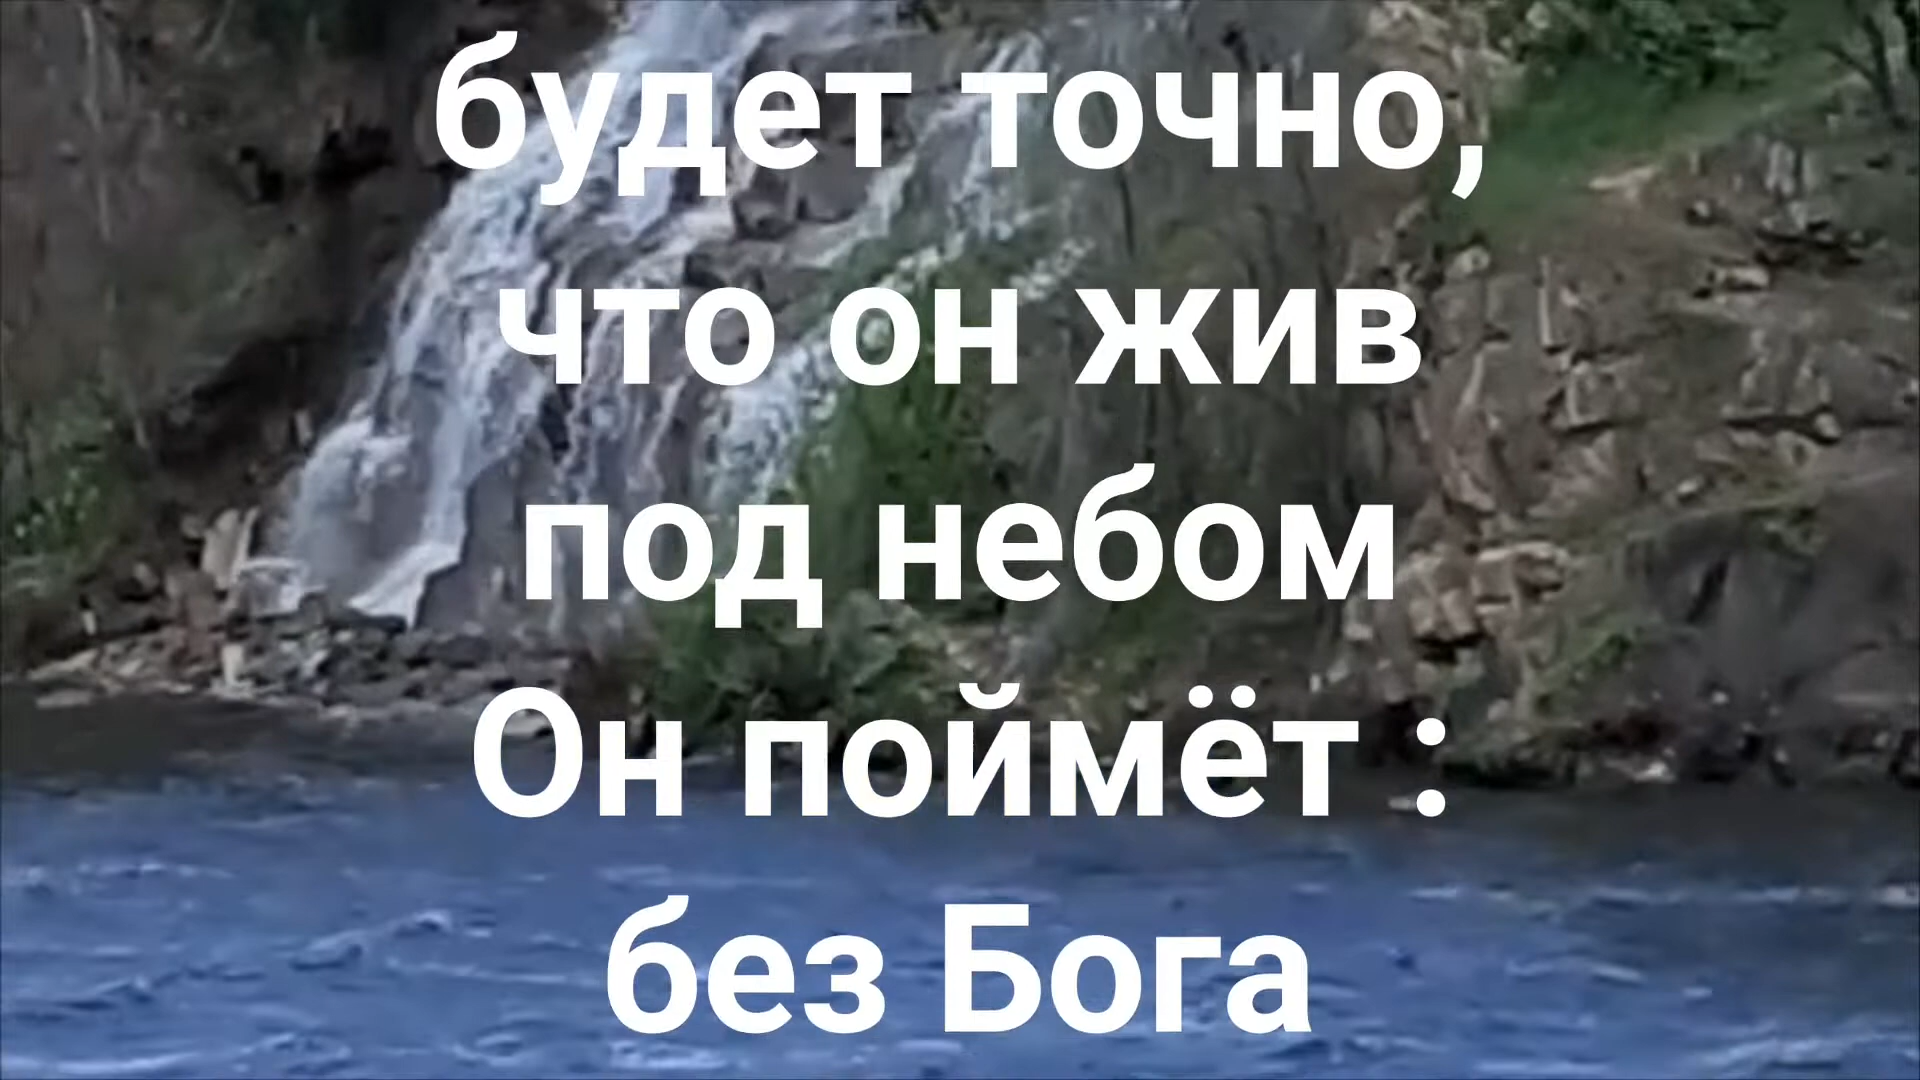 будет точно,
что он жив
под небом
Он поймёт :
без Бога